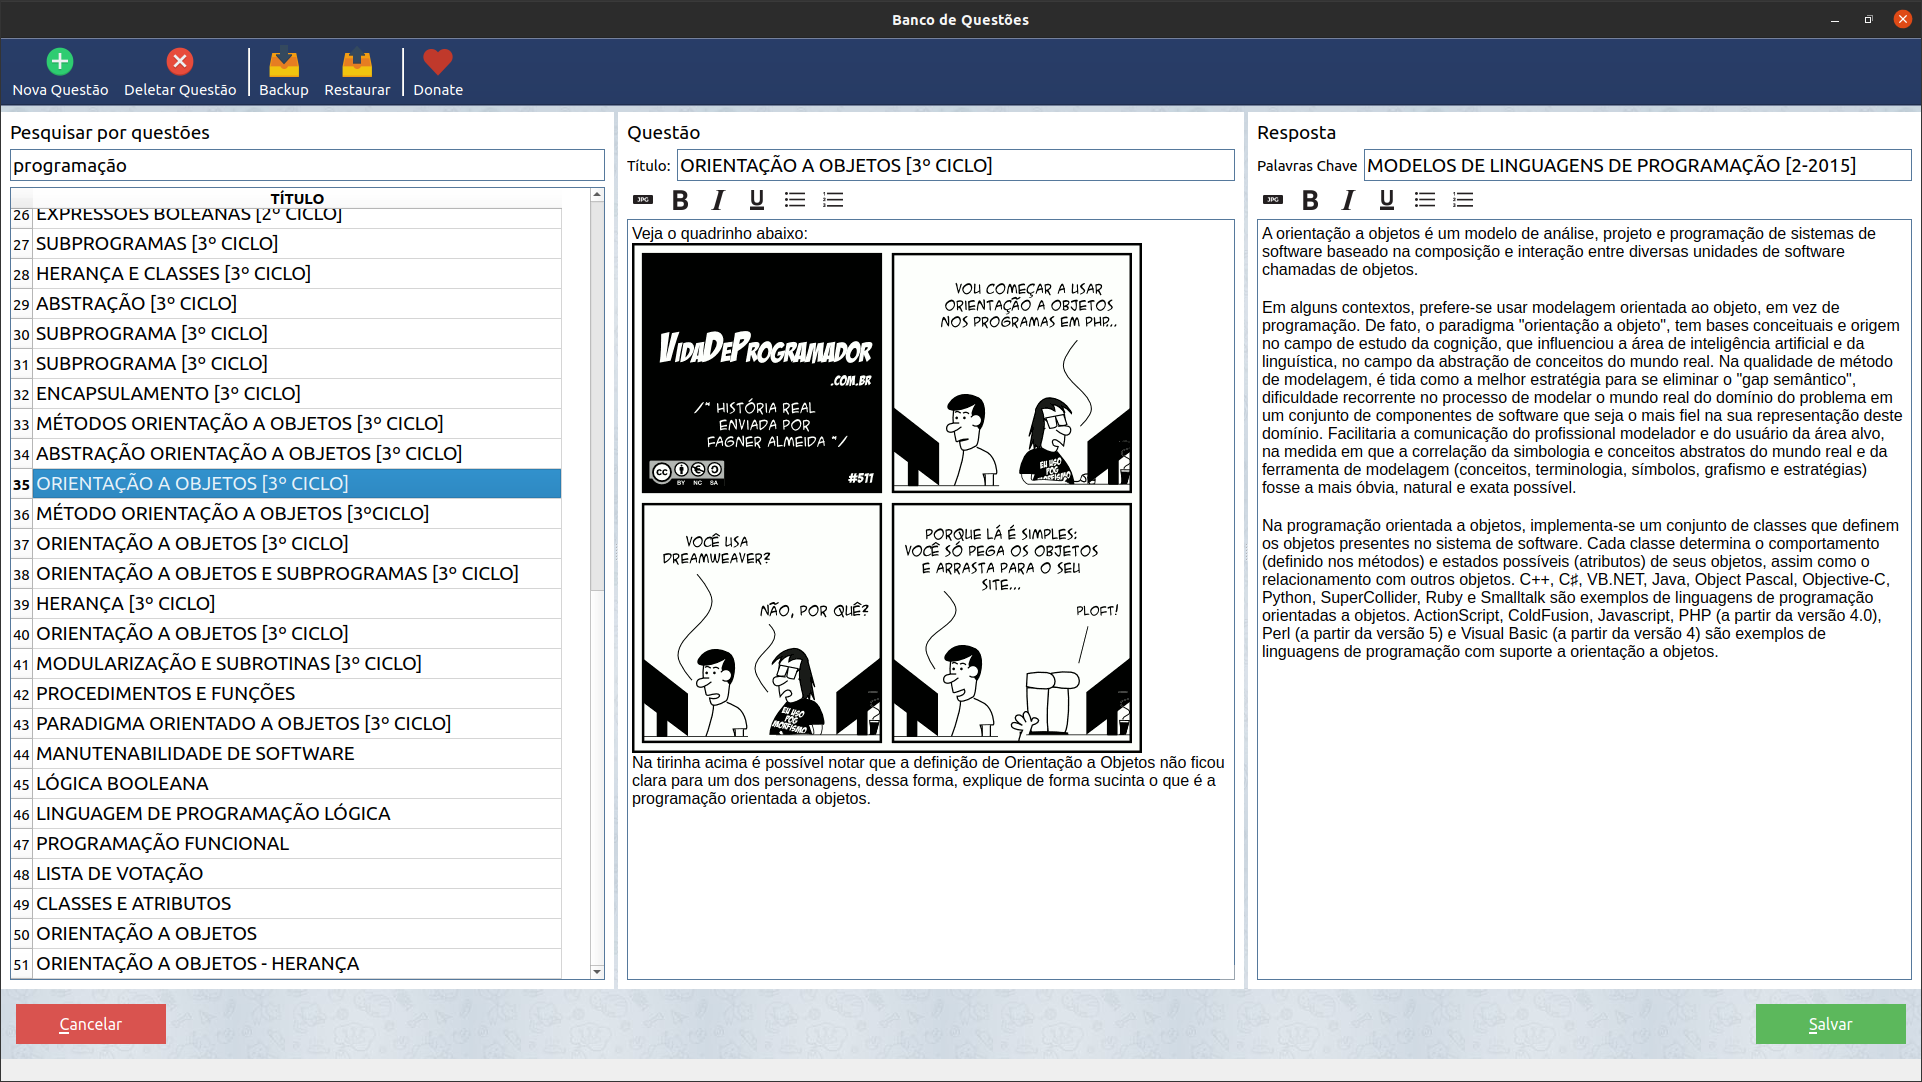 Banco de Questões
Nova Questão
Deletar Questão
Backup
Restaurar
Donate
Pesquisar por questões
programação
TÍTULO
26 EXPRESSÕES BOLEANAS [2º CICLO]
27 SUBPROGRAMAS [3º CICLO]
28 HERANÇA E CLASSES [3º CICLO]
29 ABSTRAÇÃO [3º CICLO]
30 SUBPROGRAMA [3º CICLO]
31 SUBPROGRAMA [3º CICLO]
32 ENCAPSULAMENTO [3º CICLO]
33 MÉTODOS ORIENTAÇÃO A OBJETOS [3º CICLO]
34 ABSTRAÇÃO ORIENTAÇÃO A OBJETOS [3º CICLO]
35 ORIENTAÇÃO A OBJETOS [3º CICLO]
36 MÉTODO ORIENTAÇÃO A OBJETOS [3ºCICLO]
37 ORIENTAÇÃO A OBJETOS [3º CICLO]
38 ORIENTAÇÃO A OBJETOS E SUBPROGRAMAS [3º CICLO]
39 HERANÇA [3º CICLO]
40 ORIENTAÇÃO A OBJETOS [3º CICLO]
41 MODULARIZAÇÃO E SUBROTINAS [3º CICLO]
42 PROCEDIMENTOS E FUNÇÕES
43 PARADIGMA ORIENTADO A OBJETOS [3º CICLO]
44 MANUTENABILIDADE DE SOFTWARE
45 LÓGICA BOOLEANA
46 LINGUAGEM DE PROGRAMAÇÃO LÓGICA
47 PROGRAMAÇÃO FUNCIONAL
48 LISTA DE VOTAÇÃO
49 CLASSES E ATRIBUTOS
50 ORIENTAÇÃO A OBJETOS
51 ORIENTAÇÃO A OBJETOS - HERANÇA
Questão
Título: ORIENTAÇÃO A OBJETOS [3º CICLO]
JPG B I U
Veja o quadrinho abaixo:
VIDADEPROGRAMADOR
.COM.BR
/* HISTÓRIA REAL
ENVIADA POR
FAGNER ALMEIDA */
CC BY NC SA
#511
VOU COMEÇAR A USAR
ORIENTAÇÃO A OBJETOS
NOS PROGRAMAS EM PHP...
EU USO
POG
MORFISMO
VOCÊ USA
DREAMWEAVER?
NÃO, POR QUÊ?
EU USO
POG
MORFISMO
PORQUE LÁ É SIMPLES:
VOCÊ SÓ PEGA OS OBJETOS
E ARRASTA PARA O SEU
SITE...
PLOFT!
Na tirinha acima é possível notar que a definição de Orientação a Objetos não ficou
clara para um dos personagens, dessa forma, explique de forma sucinta o que é a
programação orientada a objetos.
Resposta
Palavras Chave MODELOS DE LINGUAGENS DE PROGRAMAÇÃO [2-2015]
JPG B I U
A orientação a objetos é um modelo de análise, projeto e programação de sistemas de
software baseado na composição e interação entre diversas unidades de software
chamadas de objetos.
Em alguns contextos, prefere-se usar modelagem orientada ao objeto, em vez de
programação. De fato, o paradigma "orientação a objeto", tem bases conceituais e origem
no campo de estudo da cognição, que influenciou a área de inteligência artificial e da
linguística, no campo da abstração de conceitos do mundo real. Na qualidade de método
de modelagem, é tida como a melhor estratégia para se eliminar o "gap semântico",
dificuldade recorrente no processo de modelar o mundo real do domínio do problema em
um conjunto de componentes de software que seja o mais fiel na sua representação deste
domínio. Facilitaria a comunicação do profissional modelador e do usuário da área alvo,
na medida em que a correlação da simbologia e conceitos abstratos do mundo real e da
ferramenta de modelagem (conceitos, terminologia, símbolos, grafismo e estratégias)
fosse a mais óbvia, natural e exata possível.
Na programação orientada a objetos, implementa-se um conjunto de classes que definem
os objetos presentes no sistema de software. Cada classe determina o comportamento
(definido nos métodos) e estados possíveis (atributos) de seus objetos, assim como o
relacionamento com outros objetos. C++, C♯, VB.NET, Java, Object Pascal, Objective-C,
Python, SuperCollider, Ruby e Smalltalk são exemplos de linguagens de programação
orientadas a objetos. ActionScript, ColdFusion, Javascript, PHP (a partir da versão 4.0),
Perl (a partir da versão 5) e Visual Basic (a partir da versão 4) são exemplos de
linguagens de programação com suporte a orientação a objetos.
Cancelar
Salvar